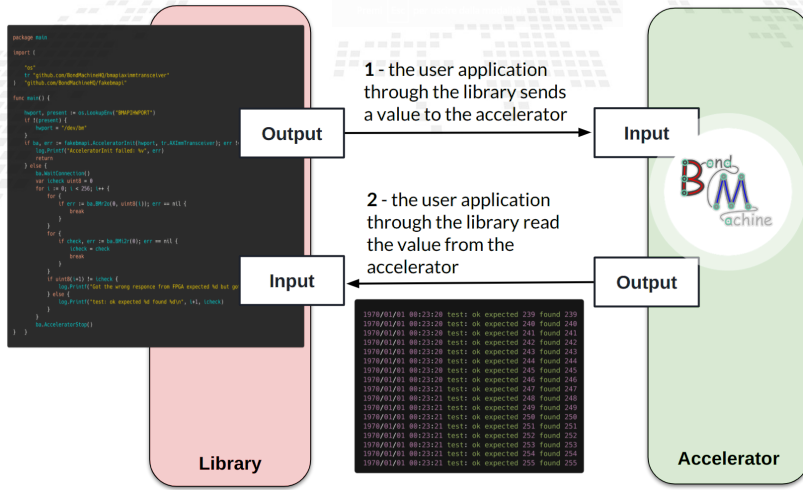 package main
import (
"os"
tr "github.com/BondMachineHQ/bmapiaximmtransceiver"
"github.com/BondMachineHQ/fakebmapi"
)
func main() {
hwport, present := os.LookupEnv("BMAPIHWPORT")
if !(present) {
hwport = "/dev/bm"
}
if ba, err := fakebmapi.AcceleratorInit(hwport, tr.AXImmTransceiver); err !
log.Printf("AcceleratorInit failed: %v", err)
return
} else {
ba.WaitConnection()
var icheck uint8 = 0
for i := 0; i < 256; i++ {
for {
if err := ba.BMr2o(0, uint8(i)); err == nil {
break
}
}
for {
if check, err := ba.BMi2r(0); err == nil {
icheck = check
break
}
}
if uint8(i+1) != icheck {
log.Printf("Got the wrong responce from FPGA expected %d but go
} else {
log.Printf("test: ok expected %d found %d\n", i+1, icheck)
}
}
ba.AcceleratorStop()
} }
Output
Input
Library
1 - the user application
through the library sends
a value to the accelerator
2 - the user application
through the library read
the value from the
accelerator
1970/01/01 00:23:20 test: ok expected 239 found 239
1970/01/01 00:23:20 test: ok expected 240 found 240
1970/01/01 00:23:20 test: ok expected 241 found 241
1970/01/01 00:23:20 test: ok expected 242 found 242
1970/01/01 00:23:20 test: ok expected 243 found 243
1970/01/01 00:23:20 test: ok expected 244 found 244
1970/01/01 00:23:20 test: ok expected 245 found 245
1970/01/01 00:23:20 test: ok expected 246 found 246
1970/01/01 00:23:21 test: ok expected 247 found 247
1970/01/01 00:23:21 test: ok expected 248 found 248
1970/01/01 00:23:21 test: ok expected 249 found 249
1970/01/01 00:23:21 test: ok expected 250 found 250
1970/01/01 00:23:21 test: ok expected 251 found 251
1970/01/01 00:23:21 test: ok expected 252 found 252
1970/01/01 00:23:21 test: ok expected 253 found 253
1970/01/01 00:23:21 test: ok expected 254 found 254
1970/01/01 00:23:21 test: ok expected 255 found 255
Input
Bond
Machine
Output
Accelerator